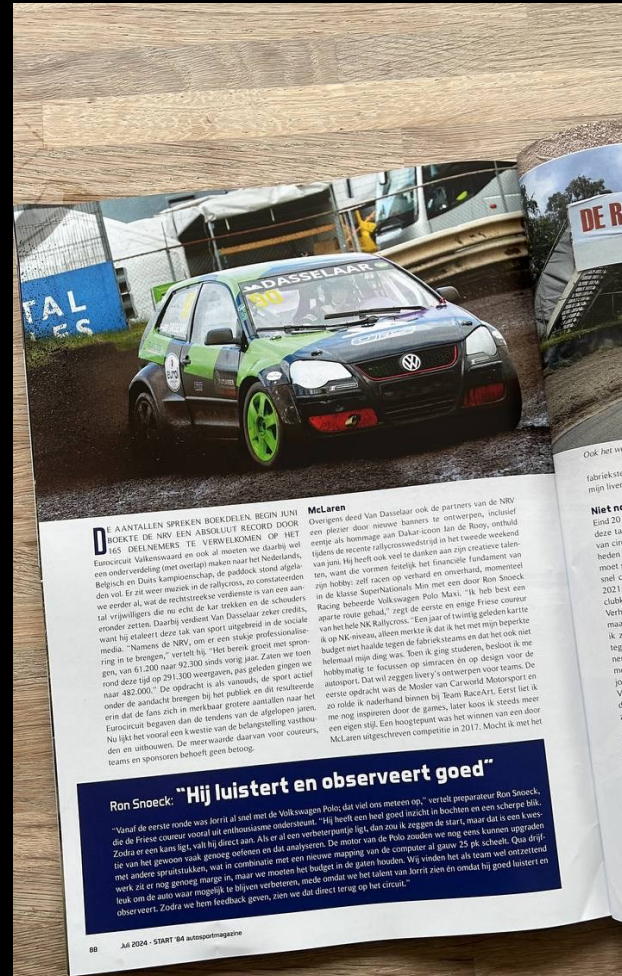 TAL
ES
DASSELAAR
90
euro
DE R
DE AANTALLEN SPREKEN BOEKDELEN. BEGIN JUNI
BOEKTE DE NRV EEN ABSOLUUT RECORD DOOR
165 DEELNEMERS TE VERWELKOMEN OP HET
Eurocircuit Valkenswaard en ook al moeten we daarbij wel
een onderverdeling (met overlap) maken naar het Nederlands,
Belgisch en Duits kampioenschap, de paddock stond afgela-
den vol. Er zit weer muziek in de rallycross, zo constateerden
we eerder al, wat de rechtstreekse verdienste is van een aan-
tal vrijwilligers die nu echt de kar trekken en de schouders
eronder zetten. Daarbij verdient Van Dasselaar zeker credits,
want hij etaleert deze tak van sport uitgebreid in de sociale
media. "Namens de NRV, om er een stukje professionalise-
ring in te brengen," vertelt hij. "Het bereik groeit met spron-
gen, van 61.200 naar 92.300 sinds vorig jaar. Zaten we toen
rond deze tijd op 291.300 weergaven, pas geleden gingen we
naar 482.000." De opdracht is als vanouds, de sport actief
onder de aandacht brengen bij het publiek en dit resulteerde
erin dat de fans zich in merkbaar grotere aantallen naar het
Eurocircuit begaven dan de tendens van de afgelopen jaren.
Nu lijkt het vooral een kwestie van de belangstelling vasthou-
den en uitbouwen. De meerwaarde daarvan voor coureurs,
teams en sponsoren behoeft geen betoog.
McLaren
Overigens deed Van Dasselaar ook de partners van de NRV
een plezier door nieuwe banners te ontwerpen, inclusief
eentje als hommage aan Dakar-icoon Jan de Rooy, onthuld
tijdens de recente rallycrosswedstrijd in het tweede weekend
van juni. Hij heeft ook veel te danken aan zijn creatieve talen-
ten, want die vormen feitelijk het financiële fundament van
zijn hobby: zelf racen op verhard en onverhard, momenteel
in de klasse SuperNationals Min met een door Ron Snoeck
Racing beheerde Volkswagen Polo Maxi. "Ik heb best een
aparte route gehad," zegt de eerste en enige Friese coureur
van het hele NK Rallycross. "Een jaar of twintig geleden kartte
ik op NK-niveau, alleen merkte ik dat ik het met mijn beperkte
budget niet haalde tegen de fabrieksteams en dat het ook niet
helemaal mijn ding was. Toen ik ging studeren, besloot ik me
hobbymatig te focussen op simracen én op design voor de
autosport. Dat wil zeggen livery's ontwerpen voor teams. De
eerste opdracht was de Mosler van Carworld Motorsport en
zo rolde ik naderhand binnen bij Team RaceArt. Eerst liet ik
me nog inspireren door de games, later koos ik steeds meer
een eigen stijl. Een hoogtepunt was het winnen van een door
McLaren uitgeschreven competitie in 2017. Mocht ik met het
Ron Snoeck: "Hij luistert en observeert goed"
"Vanaf de eerste ronde was Jorrit al snel met de Volkswagen Polo; dat viel ons meteen op," vertelt preparateur Ron Snoeck,
die de Friese coureur vooral uit enthousiasme ondersteunt. "Hij heeft een heel goed inzicht in bochten en een scherpe blik.
Zodra er een kans ligt, valt hij direct aan. Als er al een verbeterpuntje ligt, dan zou ik zeggen de start, maar dat is een kwes-
tie van het gewoon vaak genoeg oefenen en dat analyseren. De motor van de Polo zouden we nog eens kunnen upgraden
met andere spruitstukken, wat in combinatie met een nieuwe mapping van de computer al gauw 25 pk scheelt. Qua drijf-
werk zit er nog genoeg marge in, maar we moeten het budget in de gaten houden. Wij vinden het als team wel ontzettend
leuk om de auto waar mogelijk te blijven verbeteren, mede omdat we het talent van Jorrit zien én omdat hij goed luistert en
observeert. Zodra we hem feedback geven, zien we dat direct terug op het circuit."
88 Juli 2024 - START '84 autosportmagazine
Ook het w
fabriekste
mijn liver
Niet no
Eind 20
deze ta
van cir
heden
moet
snel c
2021
clubk
Verh
maa
ik z
teg